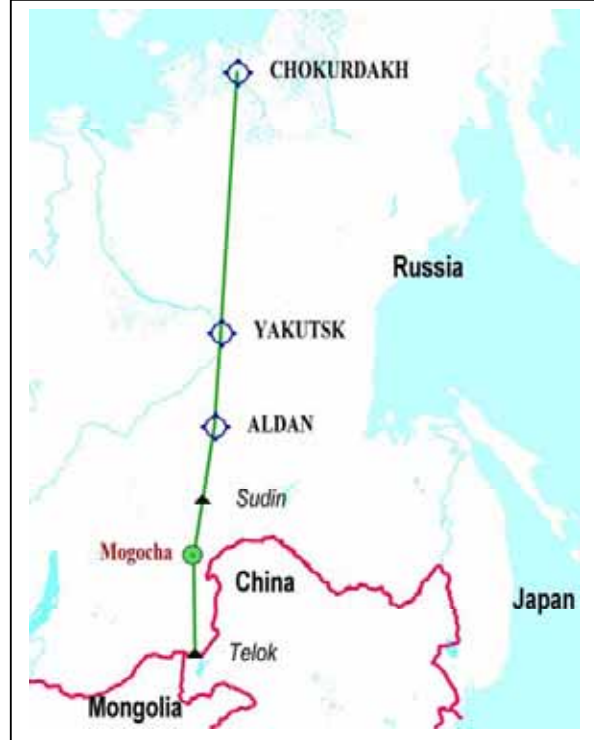 CHOKURDAKH
Russia
YAKUTSK
ALDAN
Sudin
Mogocha
China
Japan
Telok
Mongolia